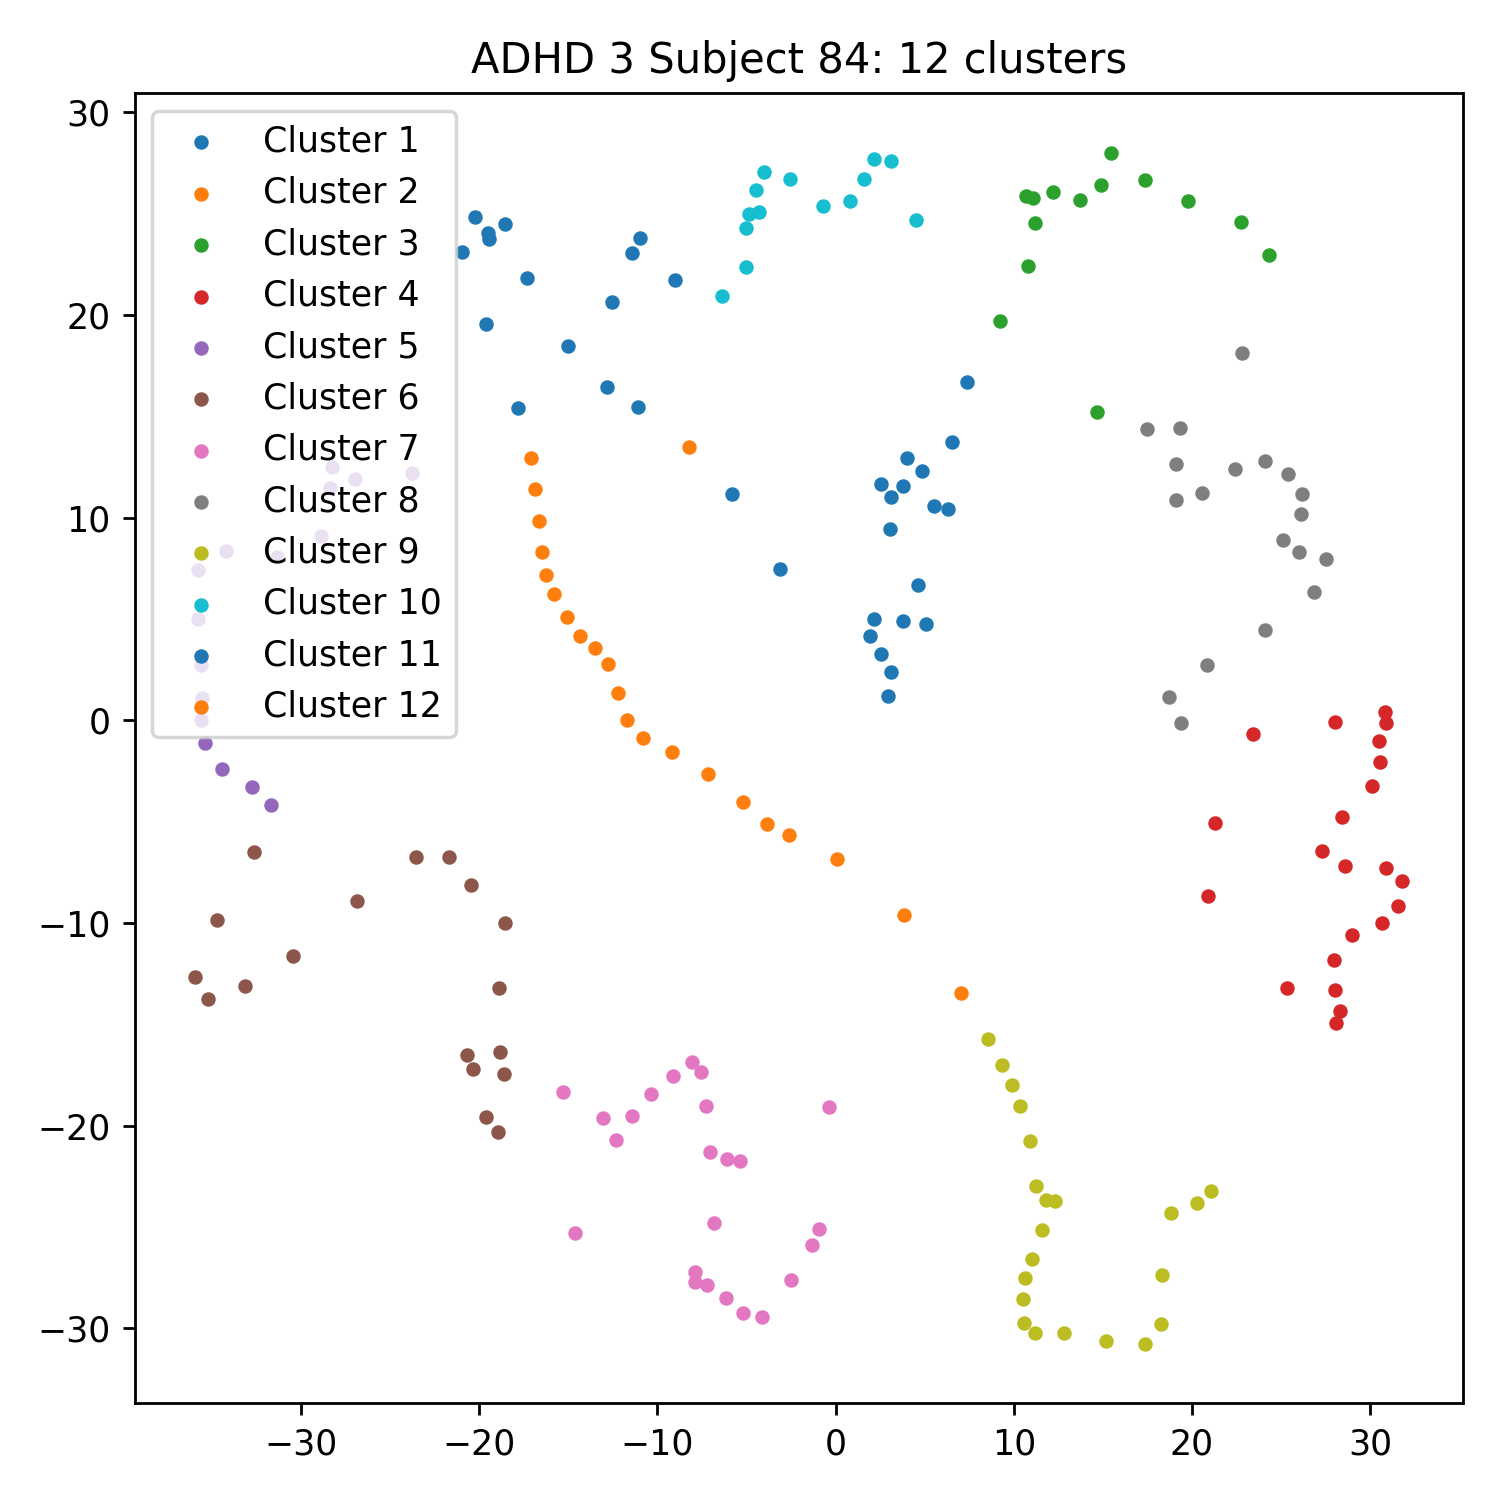 ADHD 3 Subject 84: 12 clusters
30
20
10
0
−10
−20
−30
Cluster 1
Cluster 2
Cluster 3
Cluster 4
Cluster 5
Cluster 6
Cluster 7
Cluster 8
Cluster 9
Cluster 10
Cluster 11
Cluster 12
−30 −20 −10 0 10 20 30